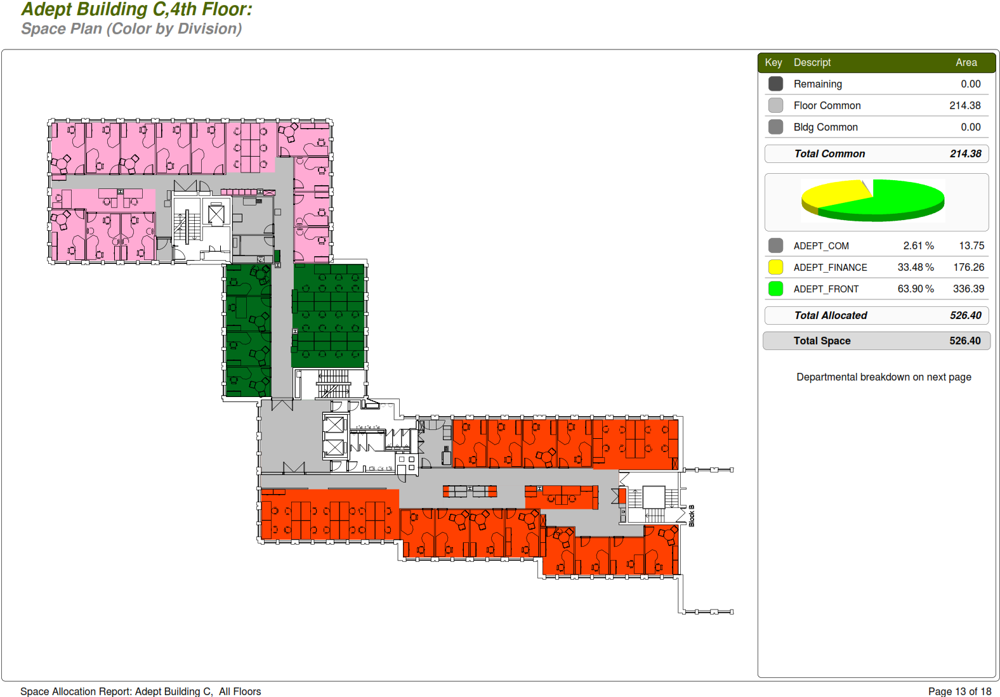 Adept Building C,4th Floor:
Space Plan (Color by Division)
Key Descript Area
Remaining 0.00
Floor Common 214.38
Bldg Common 0.00
Total Common 214.38
ADEPT_COM 2.61 % 13.75
ADEPT_FINANCE 33.48 % 176.26
ADEPT_FRONT 63.90 % 336.39
Total Allocated 526.40
Total Space 526.40
Departmental breakdown on next page
Block B
Space Allocation Report: Adept Building C, All Floors
Page 13 of 18